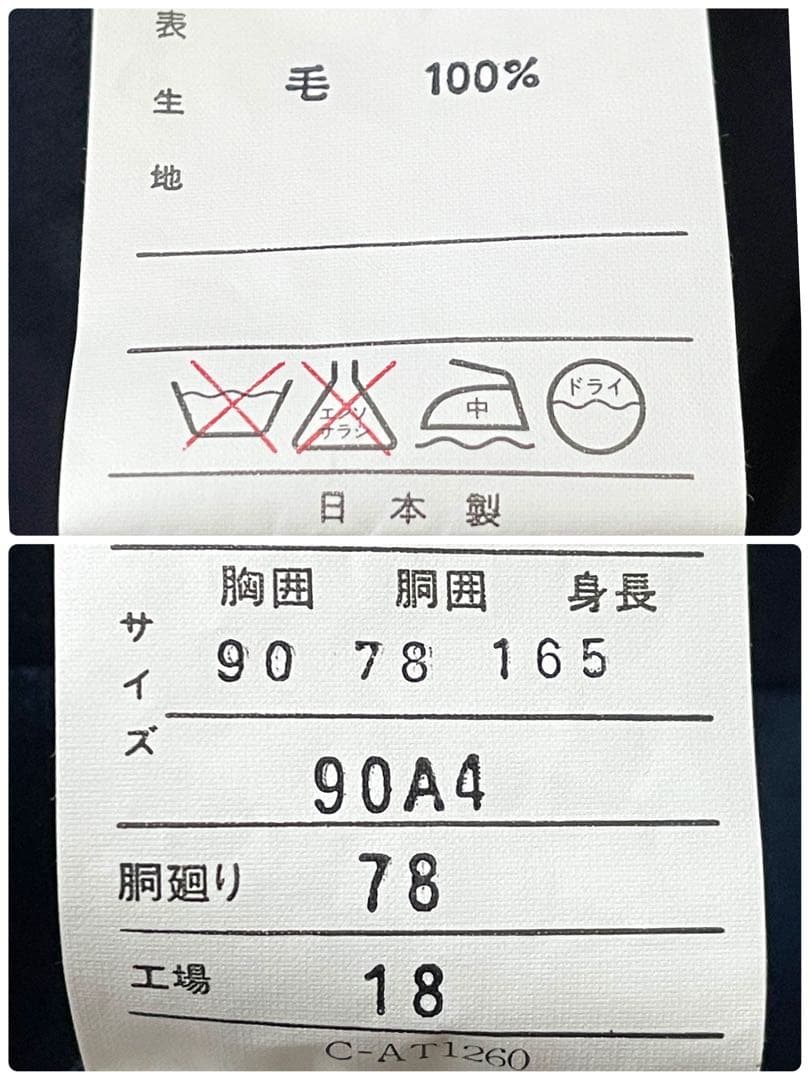 表生地
毛 100%
エンソ
サラシ
中
ドライ
日本製
サイズ
胸囲 胴囲 身長
90 78 165
90A4
胴廻り 78
工場 18
C-AT1260